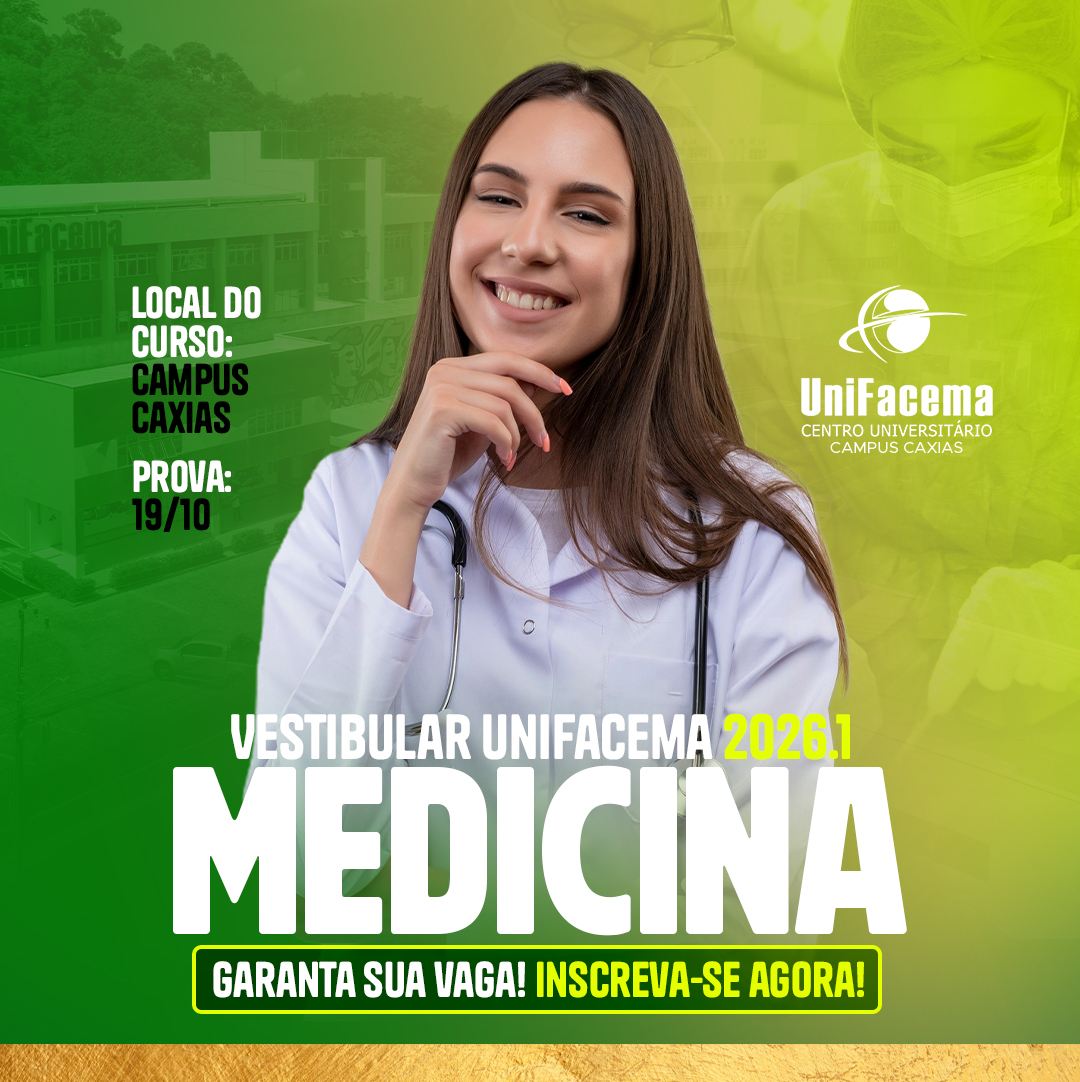 UniFacema
LOCAL DO
CURSO:
CAMPUS
CAXIAS
PROVA:
19/10
UniFacema
CENTRO UNIVERSITÁRIO
CAMPUS CAXIAS
VESTIBULAR UNIFACEMA 2026.1
MEDICINA
GARANTA SUA VAGA! INSCREVA-SE AGORA!